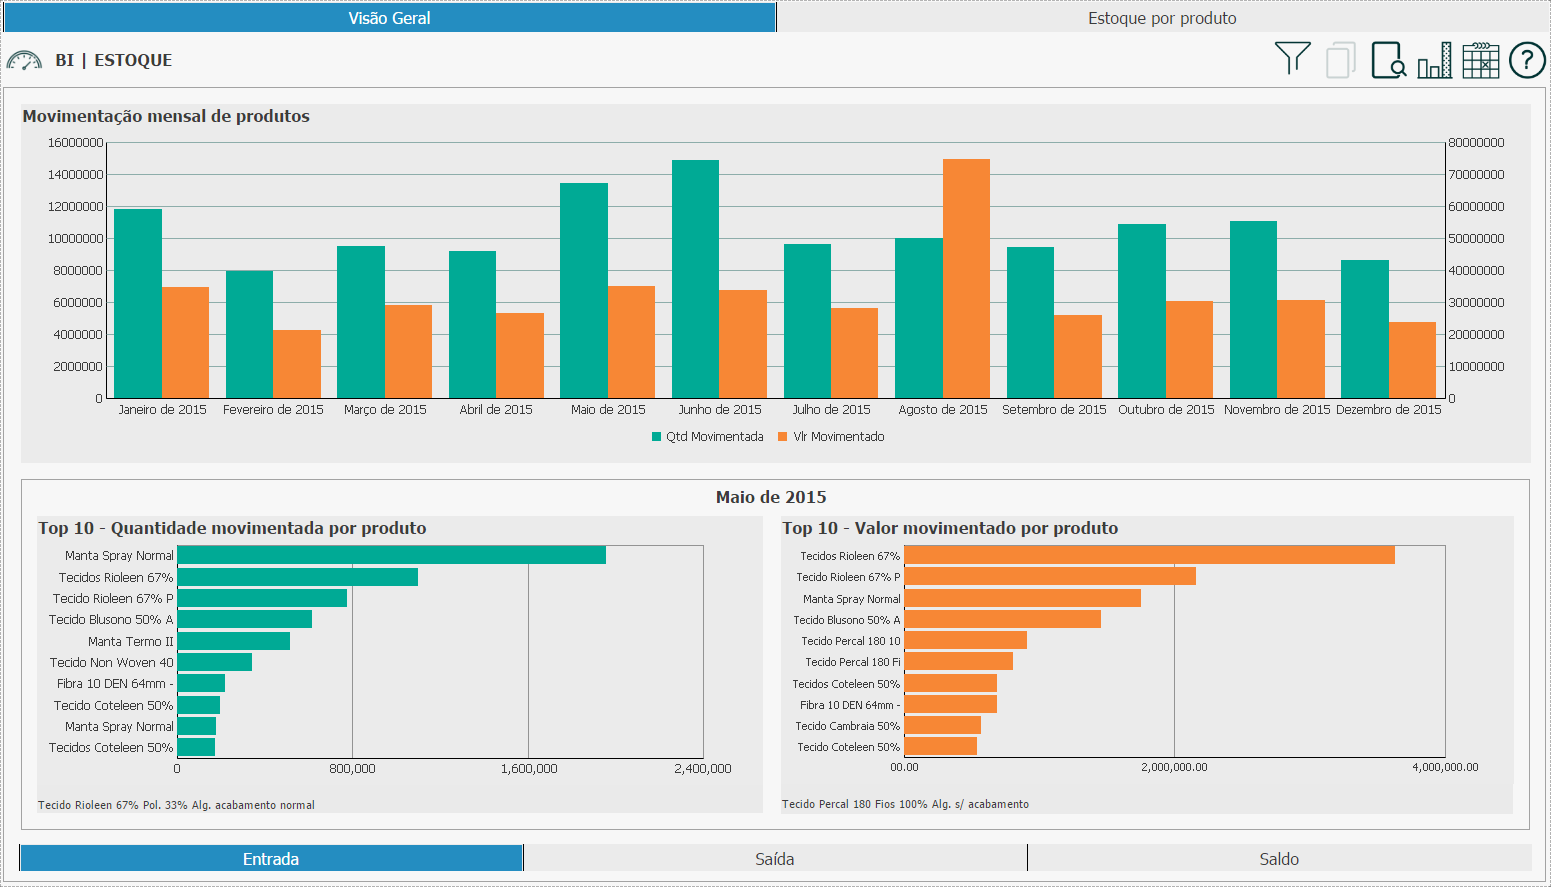 Visão Geral
Estoque por produto
BI | ESTOQUE
?
Movimentação mensal de produtos
16000000
14000000
12000000
10000000
8000000
6000000
4000000
2000000
0
80000000
70000000
60000000
50000000
40000000
30000000
20000000
10000000
0
Janeiro de 2015
Fevereiro de 2015
Março de 2015
Abril de 2015
Maio de 2015
Junho de 2015
Julho de 2015
Agosto de 2015
Setembro de 2015
Outubro de 2015
Novembro de 2015
Dezembro de 2015
Qtd Movimentada
Vlr Movimentado
Maio de 2015
Top 10 - Quantidade movimentada por produto
Manta Spray Normal
Tecidos Rioleen 67%
Tecido Rioleen 67% P
Tecido Blusono 50% A
Manta Termo II
Tecido Non Woven 40
Fibra 10 DEN 64mm -
Tecido Coteleen 50%
Manta Spray Normal
Tecidos Coteleen 50%
0
800,000
1,600,000
2,400,000
Tecido Rioleen 67% Pol. 33% Alg. acabamento normal
Top 10 - Valor movimentado por produto
Tecidos Rioleen 67%
Tecido Rioleen 67% P
Manta Spray Normal
Tecido Blusono 50% A
Tecido Percal 180 10
Tecido Percal 180 Fi
Tecidos Coteleen 50%
Fibra 10 DEN 64mm -
Tecido Cambraia 50%
Tecido Coteleen 50%
00.00
2,000,000.00
4,000,000.00
Tecido Percal 180 Fios 100% Alg. s/ acabamento
Entrada
Saída
Saldo